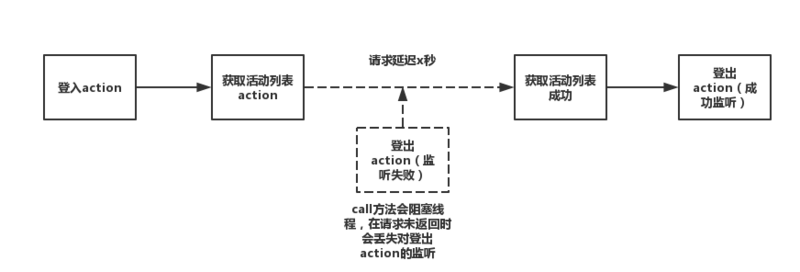 请求延迟x秒
登入action
获取活动列表
action
获取活动列表
成功
登出
action（成
功监听）
登出
action（监
听失败）
call方法会阻塞线
程，在请求未返回时
会丢失对登出
action的监听